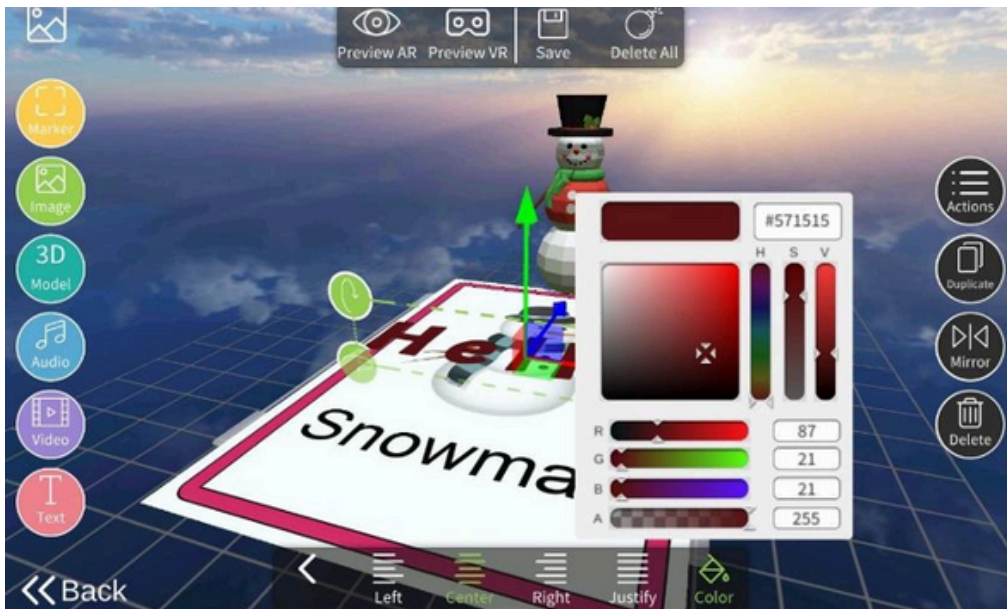 Preview AR
Preview VR
Save
Delete All
Marker
Image
3D
Model
Audio
Video
T
Text
Back
Actions
Duplicate
Mirror
Delete
Snowma
#571515
H S V
R 87
G 21
B 21
A 255
Left
Center
Right
Justify
Color